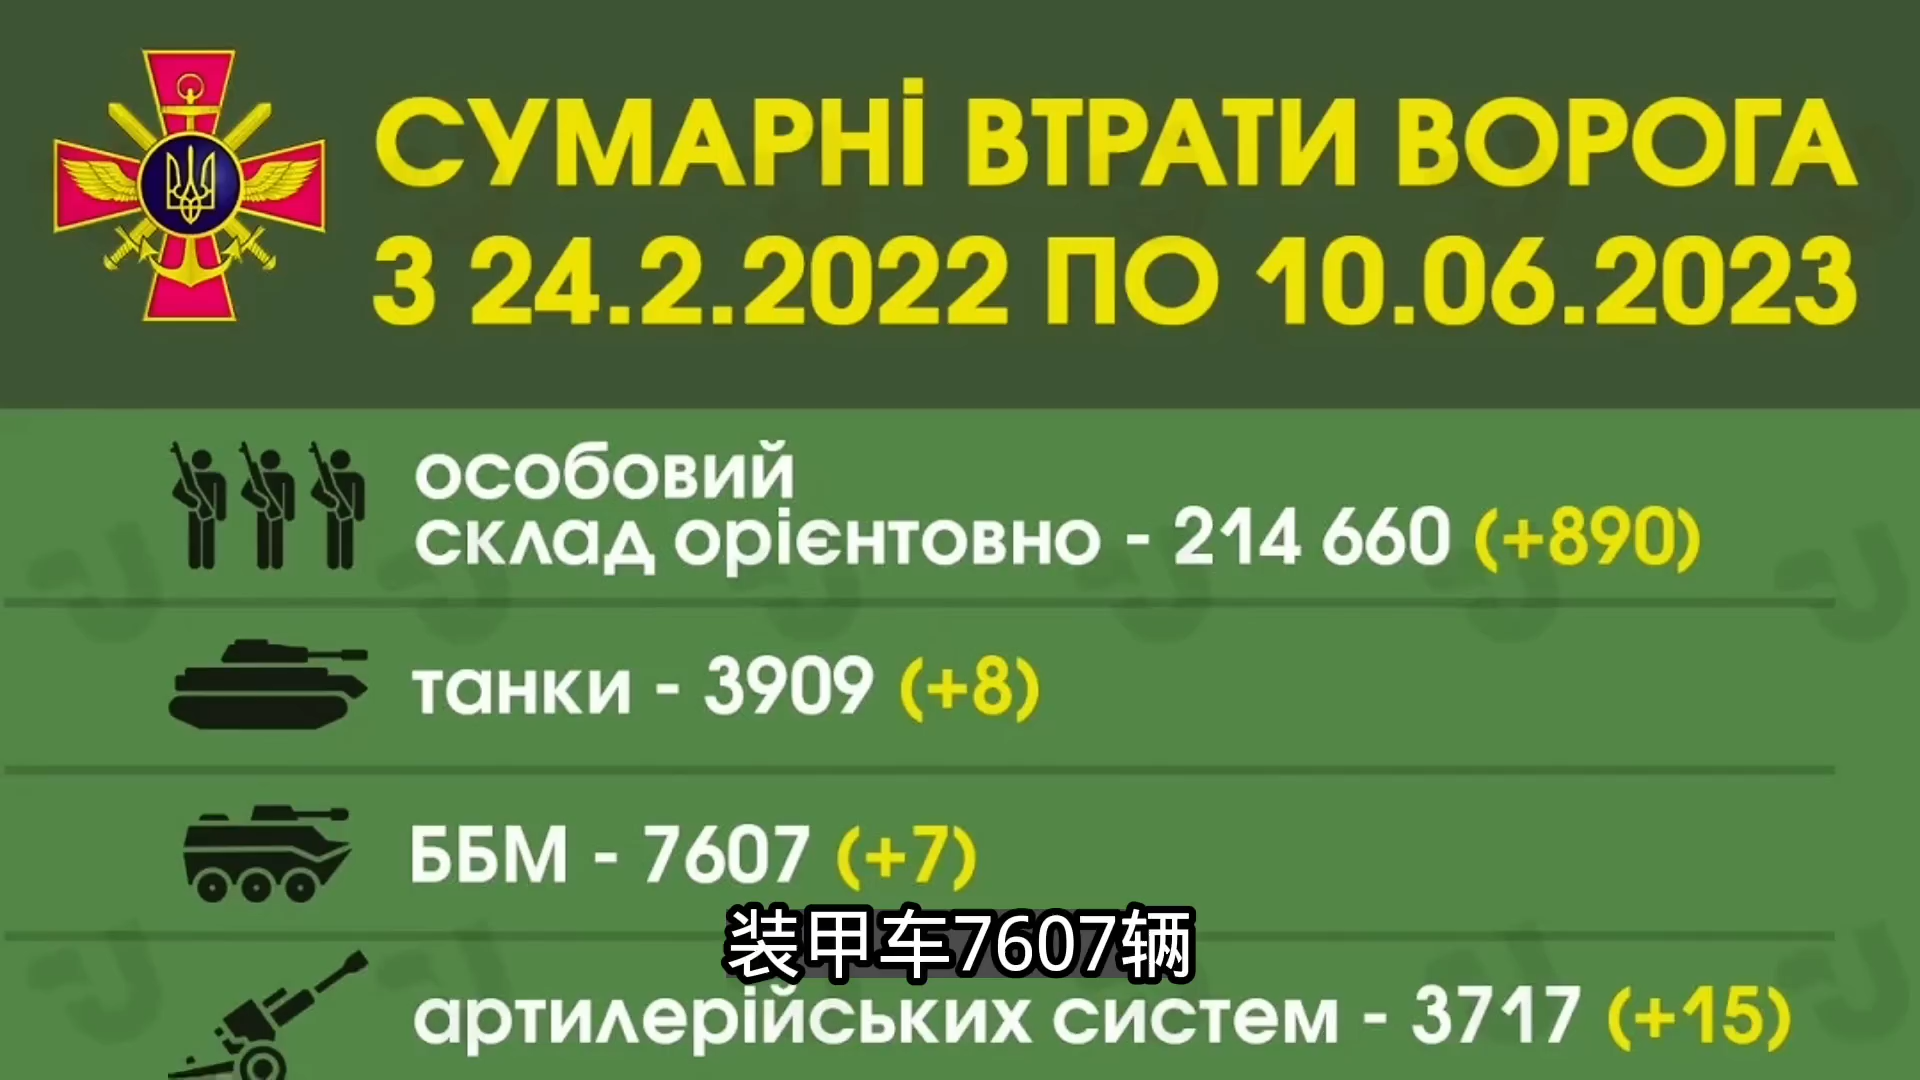 СУМАРНІ ВТРАТИ ВОРОГА
З 24.2.2022 ПО 10.06.2023
особовий
склад орієнтовно - 214 660 (+890)
танки - 3909 (+8)
ББМ - 7607 (+7)
装甲车7607辆
артилерійських систем - 3717 (+15)